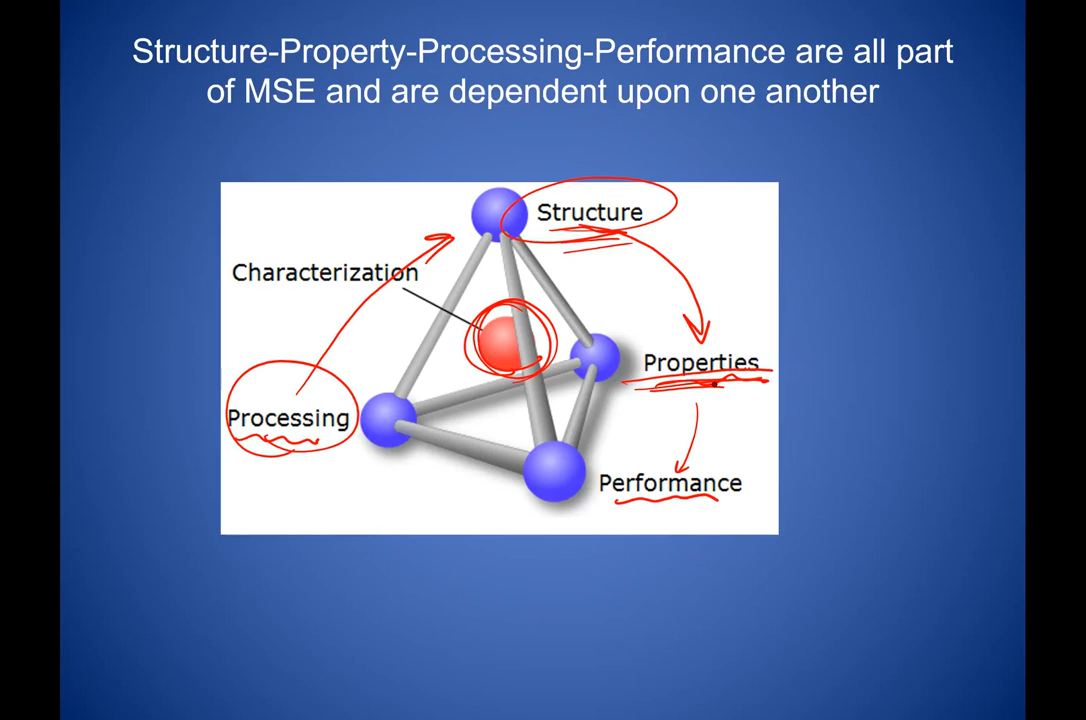 Structure-Property-Processing-Performance are all part
of MSE and are dependent upon one another
Structure
Characterization
Properties
Processing
Performance